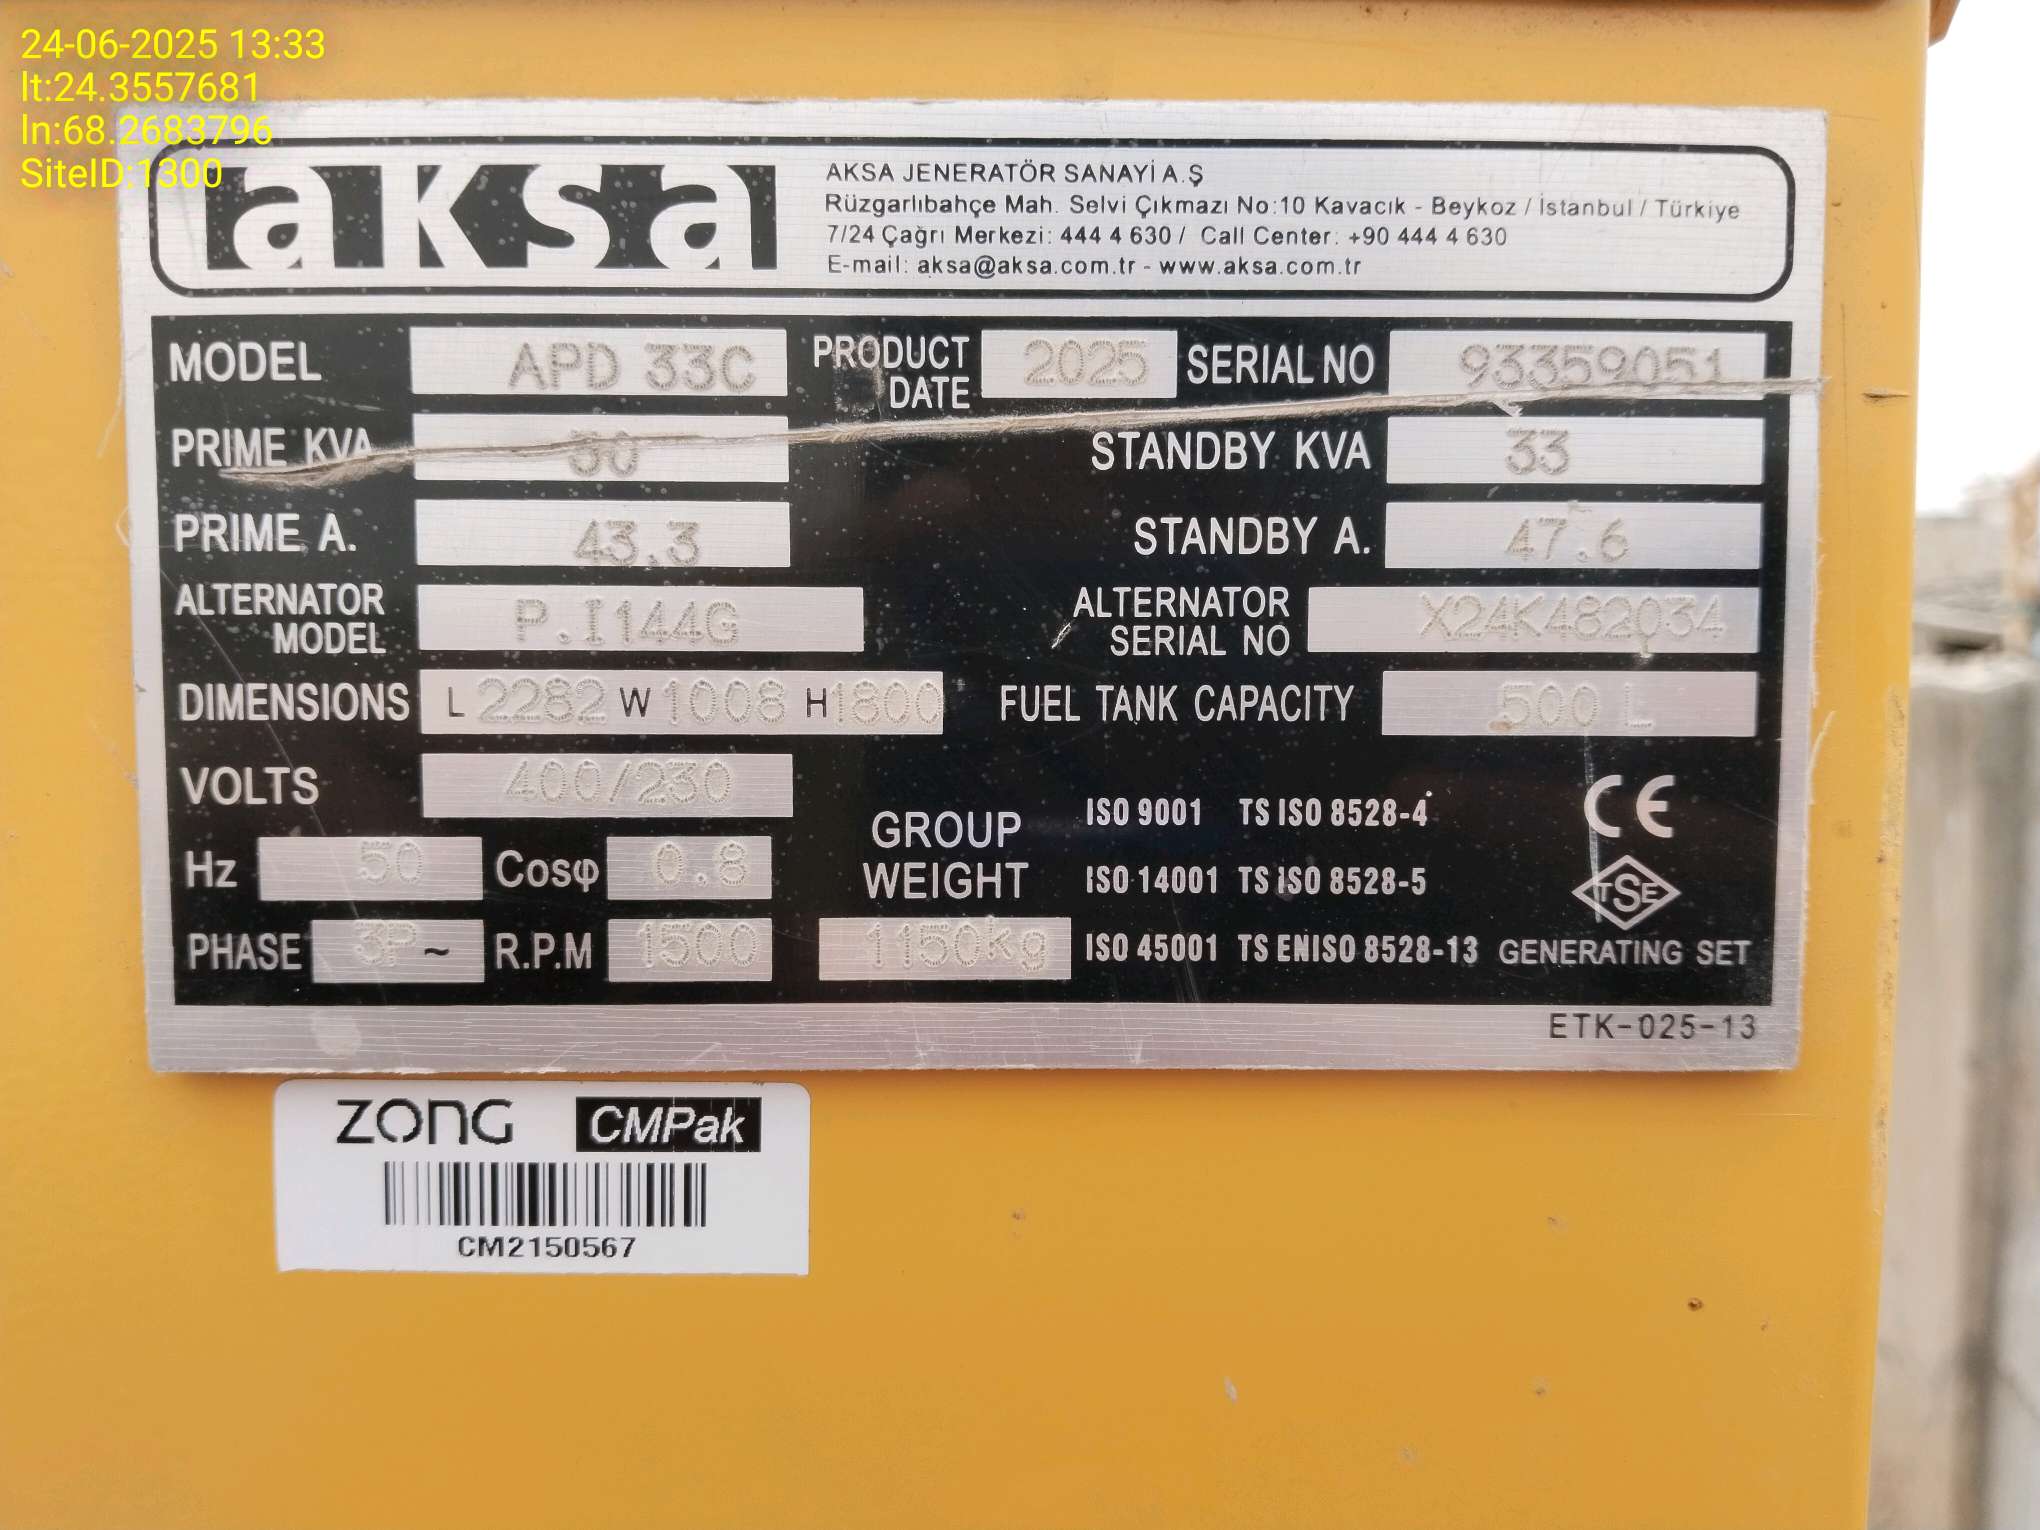 24-06-2025 13:33
lt:24.3557681
ln:68.2683796
SiteID:1300
aksa
AKSA JENERATÖR SANAYİ A.Ş
Rüzgarlıbahçe Mah. Selvi Çıkmazı No:10 Kavacık - Beykoz / İstanbul / Türkiye
7/24 Çağrı Merkezi: 444 4 630 / Call Center: +90 444 4 630
E-mail: aksa@aksa.com.tr - www.aksa.com.tr
MODEL APD 33C PRODUCT DATE 2025 SERIAL NO 93359051
PRIME KVA 30 STANDBY KVA 33
PRIME A. 43.3 STANDBY A. 47.6
ALTERNATOR MODEL P.I144G ALTERNATOR SERIAL NO X24K482034
DIMENSIONS L 2282 W 1008 H 1800 FUEL TANK CAPACITY 500 L
VOLTS 400/230
Hz 50 Cosφ 0.8 GROUP WEIGHT 1150kg
PHASE 3P ~ R.P.M 1500
ISO 9001 TS ISO 8528-4 CE
ISO 14001 TS ISO 8528-5 TSE
ISO 45001 TS EN ISO 8528-13 GENERATING SET
ETK-025-13
ZONG CMPak
CM2150567